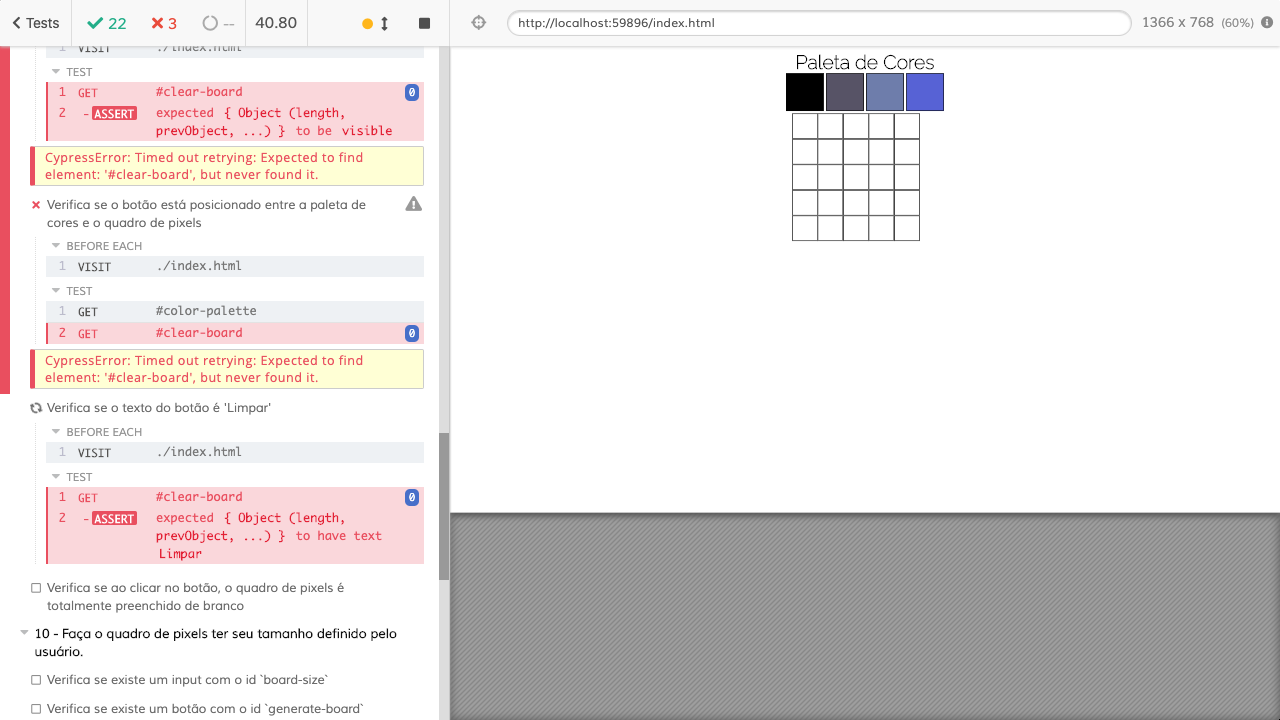 Tests
22
3
--
40.80
http://localhost:59896/index.html
1366 x 768 (60%)
1 VISIT ./index.html
TEST
1 GET #clear-board 0
2 - ASSERT expected { Object (length,
prevObject, ...) } to be visible
CypressError: Timed out retrying: Expected to find
element: '#clear-board', but never found it.
Verifica se o botão está posicionado entre a paleta de
cores e o quadro de pixels
BEFORE EACH
1 VISIT ./index.html
TEST
1 GET #color-palette
2 GET #clear-board 0
CypressError: Timed out retrying: Expected to find
element: '#clear-board', but never found it.
Verifica se o texto do botão é 'Limpar'
BEFORE EACH
1 VISIT ./index.html
TEST
1 GET #clear-board 0
2 - ASSERT expected { Object (length,
prevObject, ...) } to have text
Limpar
Verifica se ao clicar no botão, o quadro de pixels é
totalmente preenchido de branco
10 - Faça o quadro de pixels ter seu tamanho definido pelo
usuário.
Verifica se existe um input com o id `board-size`
Verifica se existe um botão com o id `generate-board`
Paleta de Cores